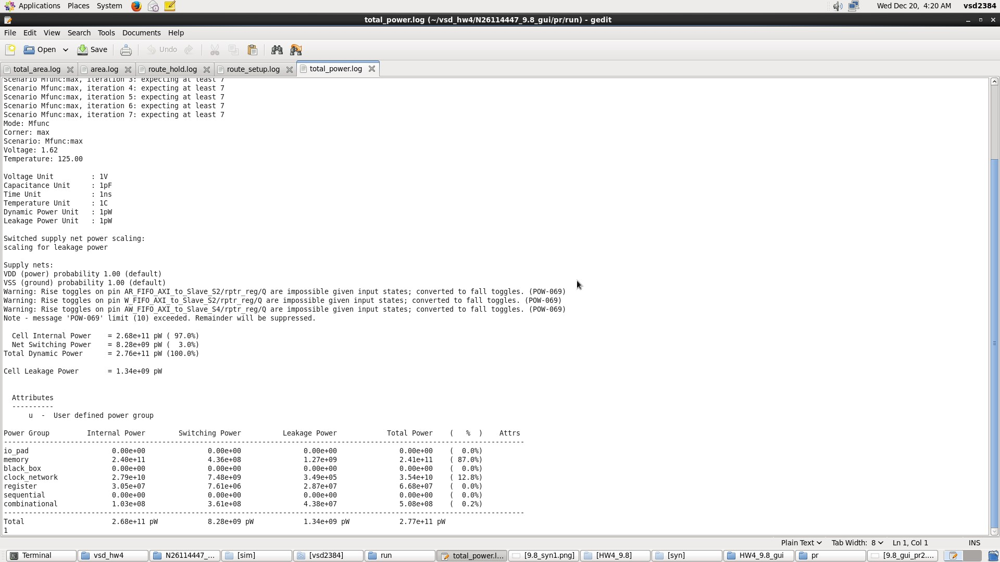 Applications Places System Wed Dec 20, 4:20 AM vsd2384
total_power.log (~/vsd_hw4/N26114447_9.8_gui/pr/run) - gedit
File Edit View Search Tools Documents Help
Open Save Undo
total_area.log area.log route_hold.log route_setup.log total_power.log
Scenario Mfunc:max, iteration 3: expecting at least 7
Scenario Mfunc:max, iteration 4: expecting at least 7
Scenario Mfunc:max, iteration 5: expecting at least 7
Scenario Mfunc:max, iteration 6: expecting at least 7
Scenario Mfunc:max, iteration 7: expecting at least 7
Mode: Mfunc
Corner: max
Scenario: Mfunc:max
Voltage: 1.62
Temperature: 125.00
Voltage Unit : 1V
Capacitance Unit : 1pF
Time Unit : 1ns
Temperature Unit : 1C
Dynamic Power Unit : 1pW
Leakage Power Unit : 1pW
Switched supply net power scaling:
scaling for leakage power
Supply nets:
VDD (power) probability 1.00 (default)
VSS (ground) probability 1.00 (default)
Warning: Rise toggles on pin AR_FIFO_AXI_to_Slave_S2/rptr_reg/Q are impossible given input states; converted to fall toggles. (POW-069)
Warning: Rise toggles on pin W_FIFO_AXI_to_Slave_S2/rptr_reg/Q are impossible given input states; converted to fall toggles. (POW-069)
Warning: Rise toggles on pin AW_FIFO_AXI_to_Slave_S4/rptr_reg/Q are impossible given input states; converted to fall toggles. (POW-069)
Note - message 'POW-069' limit (10) exceeded. Remainder will be suppressed.
Cell Internal Power = 2.68e+11 pW ( 97.0%)
Net Switching Power = 8.28e+09 pW ( 3.0%)
Total Dynamic Power = 2.76e+11 pW (100.0%)
Cell Leakage Power = 1.34e+09 pW
Attributes
----------
u - User defined power group
Power Group Internal Power Switching Power Leakage Power Total Power ( % ) Attrs
-----------------------------------------------------------------------------------------------------------------------------
io_pad 0.00e+00 0.00e+00 0.00e+00 0.00e+00 ( 0.0%)
memory 2.40e+11 4.36e+08 1.27e+09 2.41e+11 ( 87.0%)
black_box 0.00e+00 0.00e+00 0.00e+00 0.00e+00 ( 0.0%)
clock_network 2.79e+10 7.48e+09 3.49e+05 3.54e+10 ( 12.8%)
register 3.05e+07 7.61e+06 2.87e+07 6.68e+07 ( 0.0%)
sequential 0.00e+00 0.00e+00 0.00e+00 0.00e+00 ( 0.0%)
combinational 1.03e+08 3.61e+08 4.38e+07 5.08e+08 ( 0.2%)
-----------------------------------------------------------------------------------------------------------------------------
Total 2.68e+11 pW 8.28e+09 pW 1.34e+09 pW 2.77e+11 pW
1
Plain Text Tab Width: 8 Ln 1, Col 1 INS
Terminal vsd_hw4 N26114447_... [sim] [vsd2384] run total_power.l... [9.8_syn1.png] [HW4_9.8] [syn] HW4_9.8_gui pr [9.8_gui_pr2....